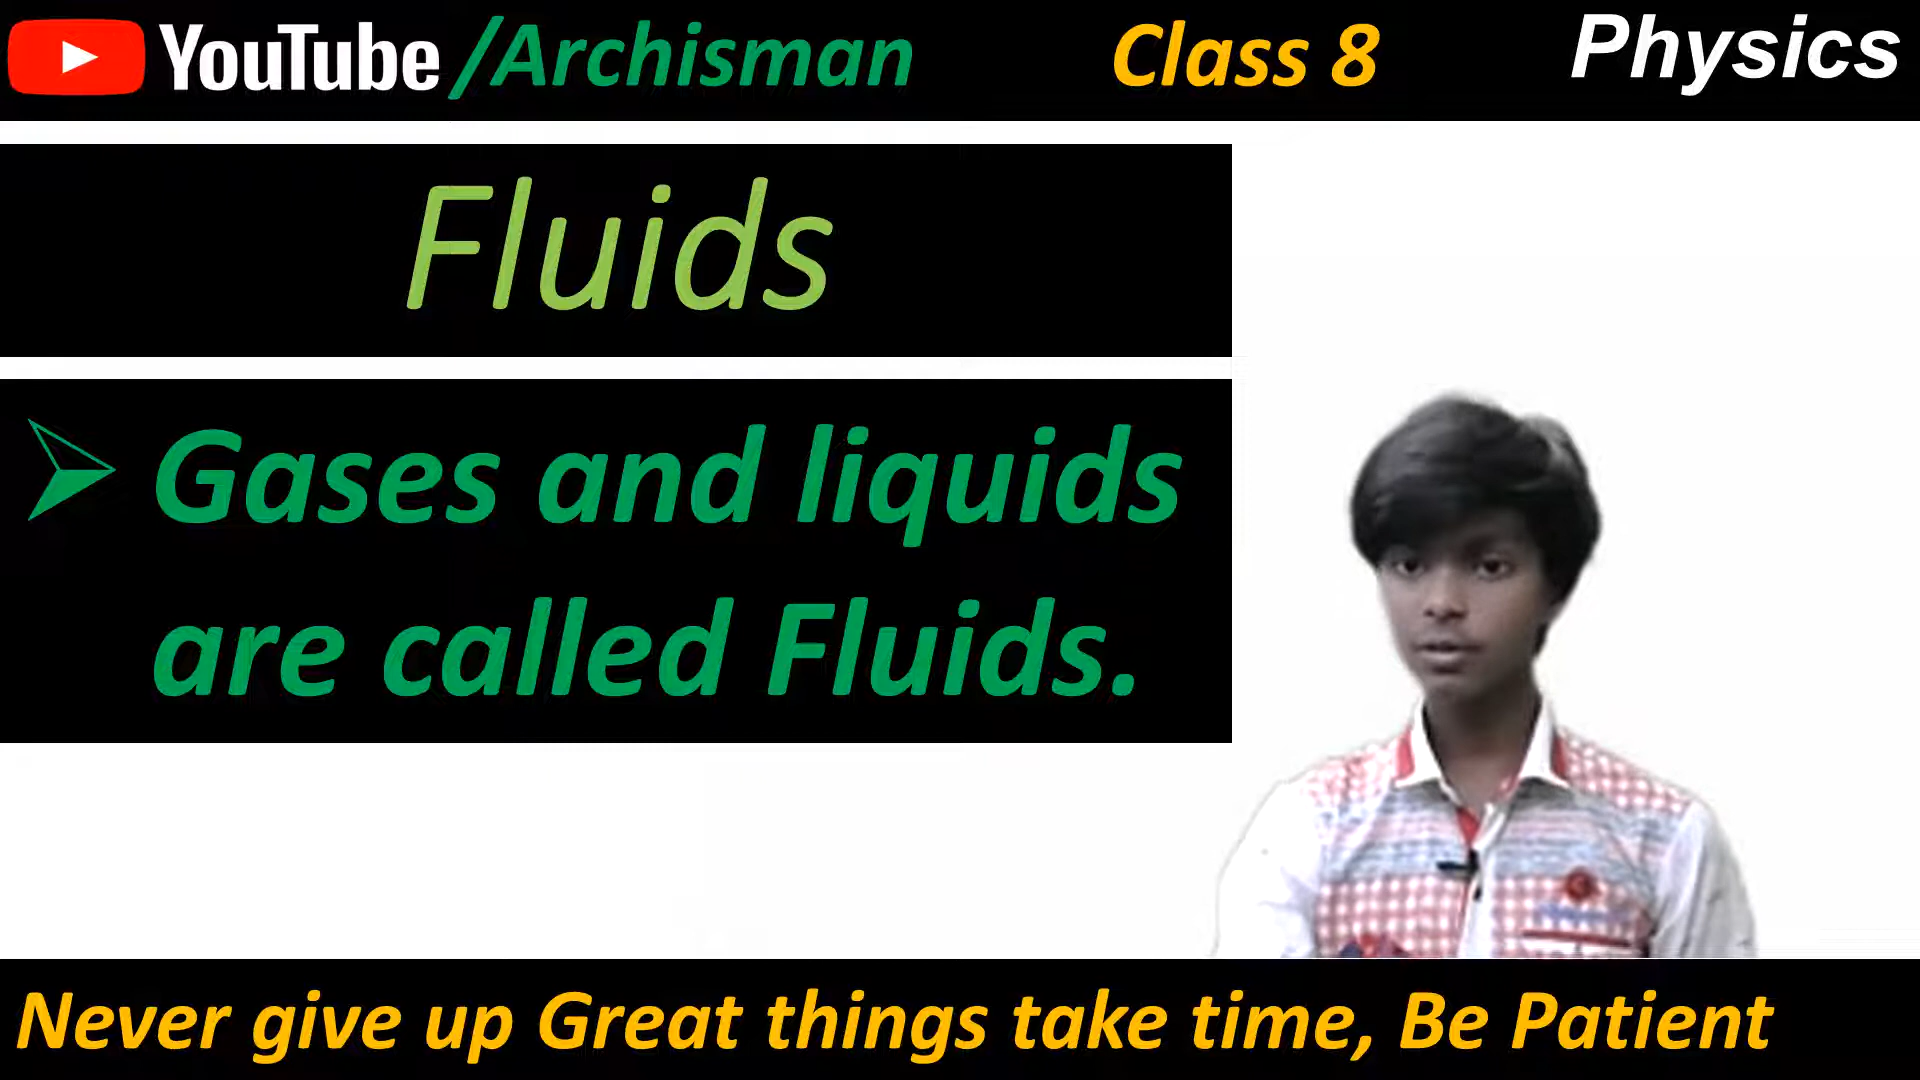 YouTube/Archisman Class 8 Physics
Fluids
Gases and liquids
are called Fluids.
Never give up Great things take time, Be Patient